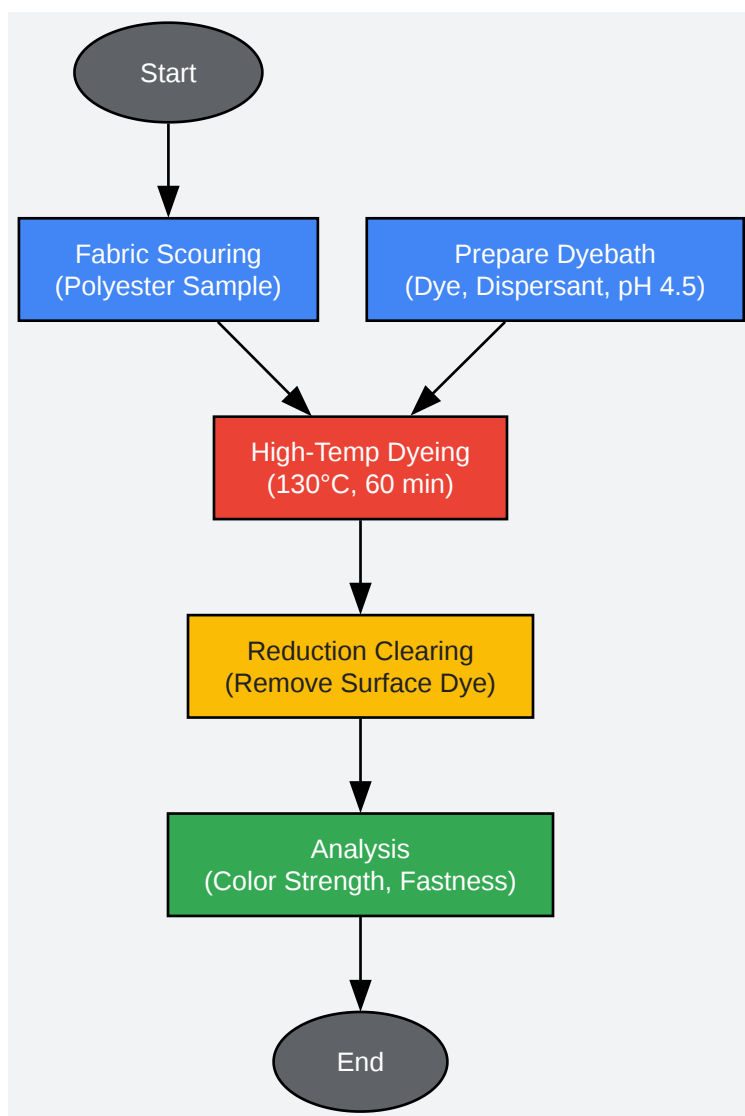 Start
Fabric Scouring
(Polyester Sample)
Prepare Dyebath
(Dye, Dispersant, pH 4.5)
High-Temp Dyeing
(130°C, 60 min)
Reduction Clearing
(Remove Surface Dye)
Analysis
(Color Strength, Fastness)
End